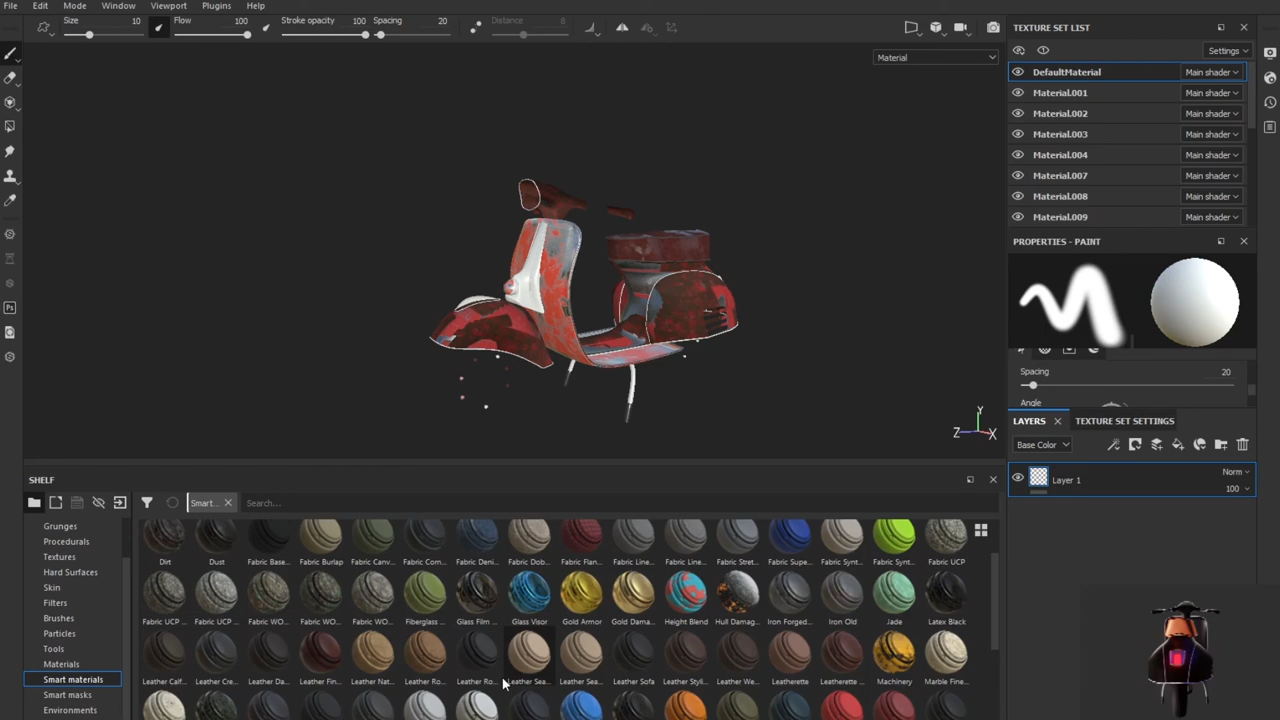 File Edit Mode Window Viewport Plugins Help
Size 10 Flow 100 Stroke opacity 100 Spacing 20 Distance 8
Material
TEXTURE SET LIST
Settings
DefaultMaterial Main shader
Material.001 Main shader
Material.002 Main shader
Material.003 Main shader
Material.004 Main shader
Material.007 Main shader
Material.008 Main shader
Material.009 Main shader
PROPERTIES - PAINT
Spacing 20
Angle
Y
Z X
LAYERS TEXTURE SET SETTINGS
Base Color
Layer 1 Norm
100
SHELF
Smart... Search...
Grunges
Procedurals
Textures
Hard Surfaces
Skin
Filters
Brushes
Particles
Tools
Materials
Smart materials
Smart masks
Environments
Dirt Dust Fabric Base... Fabric Burlap Fabric Canv... Fabric Com... Fabric Deni... Fabric Dob... Fabric Flan... Fabric Line... Fabric Line... Fabric Stret... Fabric Supe... Fabric Synt... Fabric Synt... Fabric UCP
Fabric UCP ... Fabric UCP ... Fabric WO... Fabric WO... Fabric WO... Fiberglass ... Glass Film ... Glass Visor Gold Armor Gold Dama... Height Blend Hull Damag... Iron Forged... Iron Old Jade Latex Black
Leather Calf... Leather Cre... Leather Da... Leather Fin... Leather Nat... Leather Ro... Leather Ro... Leather Sea... Leather Sea... Leather Sofa Leather Styli... Leather We... Leatherette Leatherette ... Machinery Marble Fine...
Ps